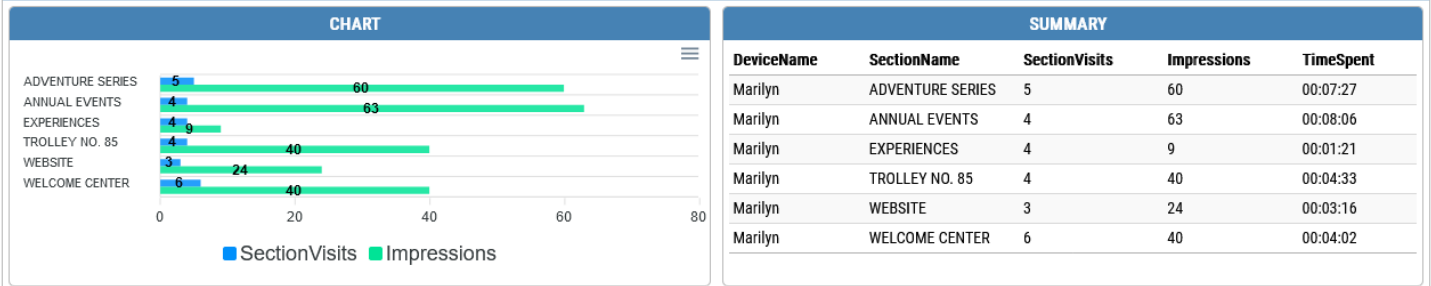 CHART
ADVENTURE SERIES 5 60
ANNUAL EVENTS 4 63
EXPERIENCES 4 9
TROLLEY NO. 85 4 40
WEBSITE 3 24
WELCOME CENTER 6 40
0 20 40 60 80
SectionVisits Impressions
SUMMARY
DeviceName SectionName SectionVisits Impressions TimeSpent
Marilyn ADVENTURE SERIES 5 60 00:07:27
Marilyn ANNUAL EVENTS 4 63 00:08:06
Marilyn EXPERIENCES 4 9 00:01:21
Marilyn TROLLEY NO. 85 4 40 00:04:33
Marilyn WEBSITE 3 24 00:03:16
Marilyn WELCOME CENTER 6 40 00:04:02